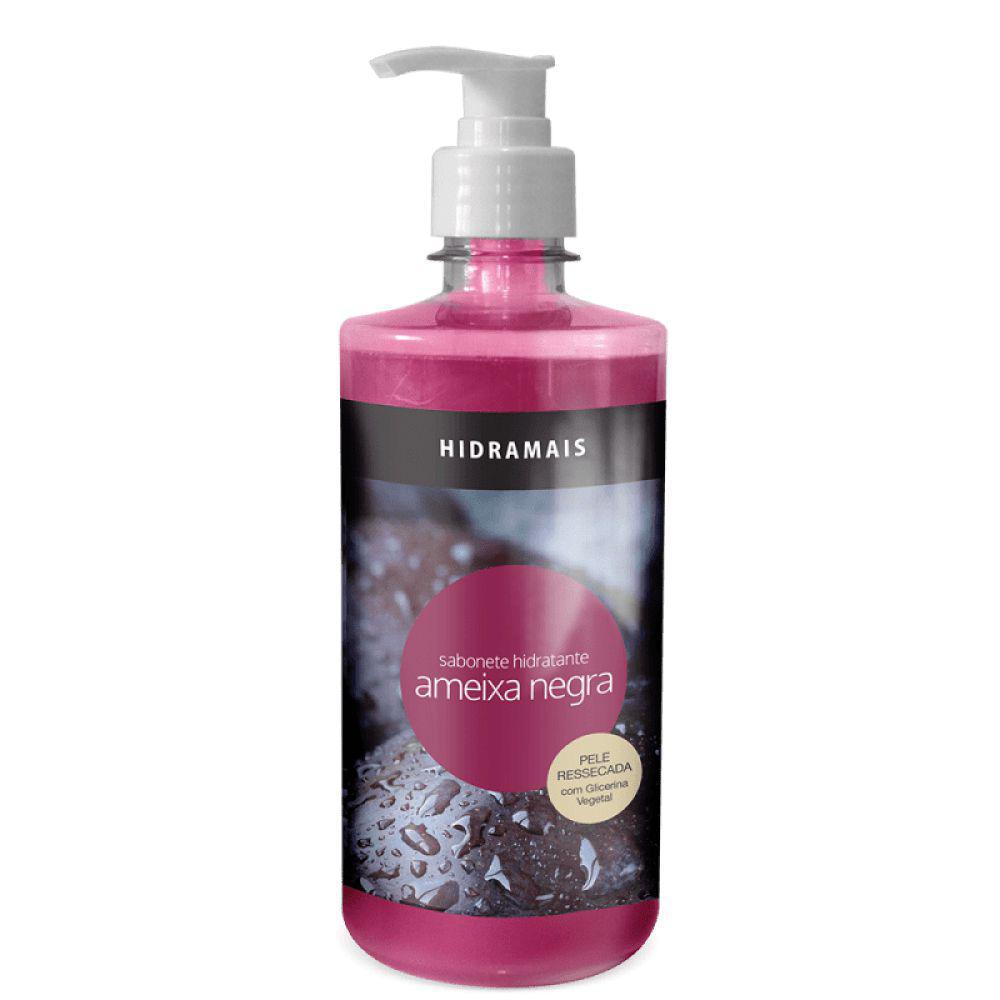 HIDRAMAIS
sabonete hidratante
ameixa negra
PELE
RESSECADA
com Glicerina
Vegetal